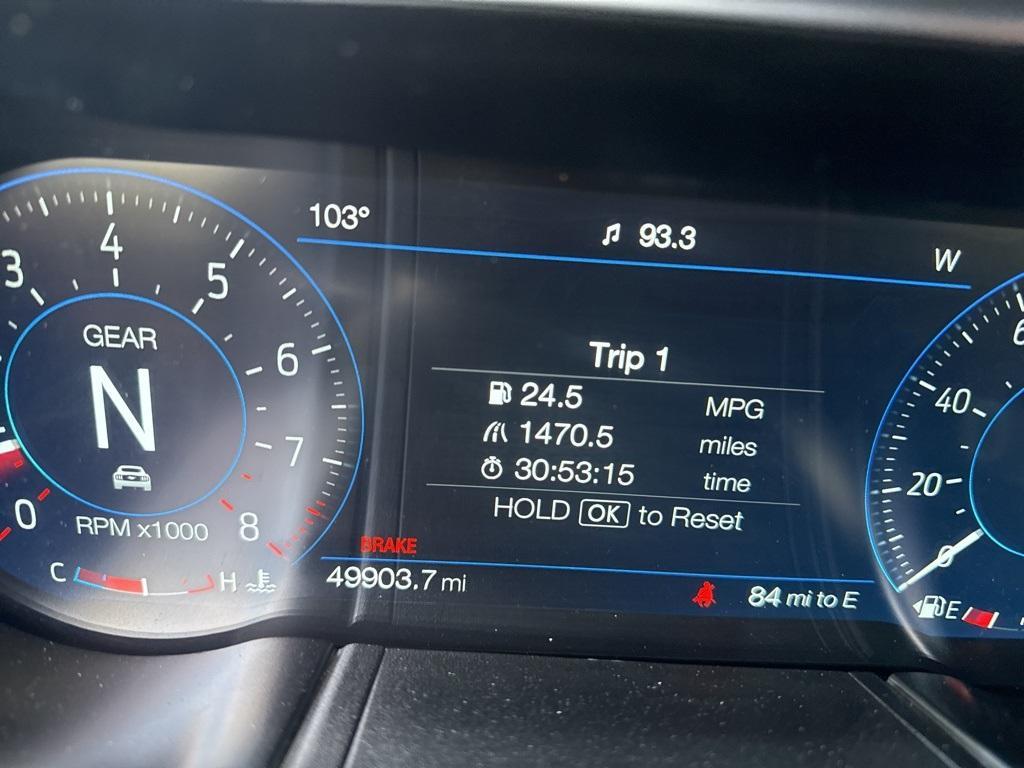 103°
93.3
W
3
4
5
6
7
8
0
GEAR
N
RPM x1000
C
H
Trip 1
24.5 MPG
1470.5 miles
30:53:15 time
HOLD OK to Reset
BRAKE
49903.7 mi
84 mi to E
40
20
0
E